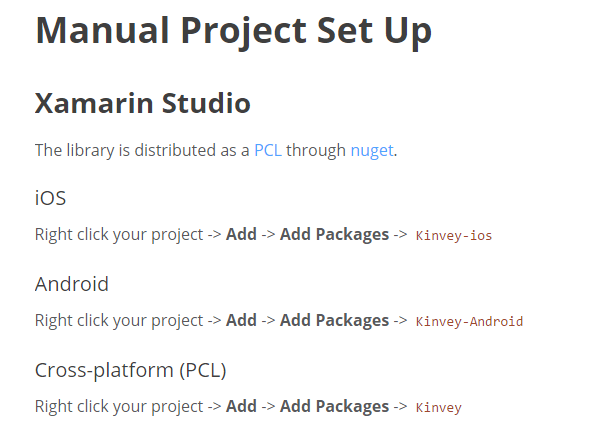 Manual Project Set Up
Xamarin Studio
The library is distributed as a PCL through nuget.
iOS
Right click your project -> Add -> Add Packages -> Kinvey-ios
Android
Right click your project -> Add -> Add Packages -> Kinvey-Android
Cross-platform (PCL)
Right click your project -> Add -> Add Packages -> Kinvey